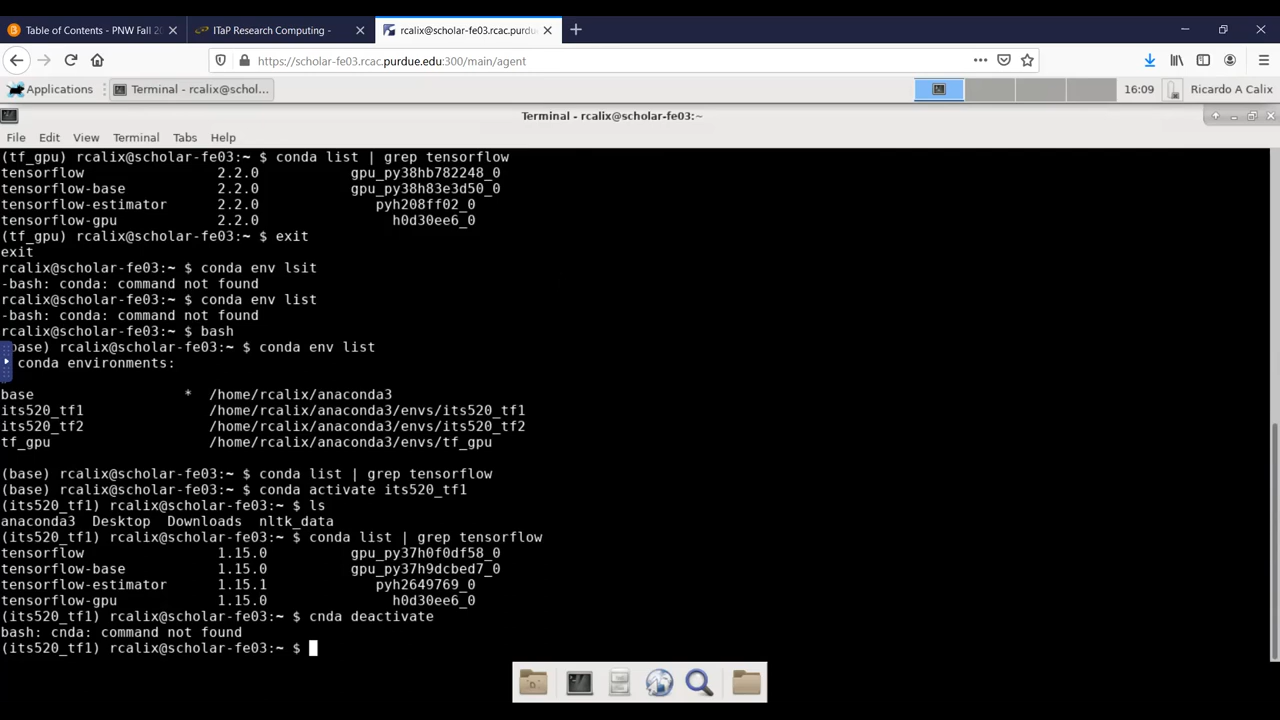 Table of Contents - PNW Fall 20
ITaP Research Computing -
rcalix@scholar-fe03.rcac.purdu
https://scholar-fe03.rcac.purdue.edu:300/main/agent
Applications
Terminal - rcalix@schol...
16:09
Ricardo A Calix
Terminal - rcalix@scholar-fe03:~
File Edit View Terminal Tabs Help
(tf_gpu) rcalix@scholar-fe03:~ $ conda list | grep tensorflow
tensorflow 2.2.0 gpu_py38hb782248_0
tensorflow-base 2.2.0 gpu_py38h83e3d50_0
tensorflow-estimator 2.2.0 pyh208ff02_0
tensorflow-gpu 2.2.0 h0d30ee6_0
(tf_gpu) rcalix@scholar-fe03:~ $ exit
exit
rcalix@scholar-fe03:~ $ conda env lsit
-bash: conda: command not found
rcalix@scholar-fe03:~ $ conda env list
-bash: conda: command not found
rcalix@scholar-fe03:~ $ bash
base) rcalix@scholar-fe03:~ $ conda env list
conda environments:
base * /home/rcalix/anaconda3
its520_tf1 /home/rcalix/anaconda3/envs/its520_tf1
its520_tf2 /home/rcalix/anaconda3/envs/its520_tf2
tf_gpu /home/rcalix/anaconda3/envs/tf_gpu
(base) rcalix@scholar-fe03:~ $ conda list | grep tensorflow
(base) rcalix@scholar-fe03:~ $ conda activate its520_tf1
(its520_tf1) rcalix@scholar-fe03:~ $ ls
anaconda3 Desktop Downloads nltk_data
(its520_tf1) rcalix@scholar-fe03:~ $ conda list | grep tensorflow
tensorflow 1.15.0 gpu_py37h0f0df58_0
tensorflow-base 1.15.0 gpu_py37h9dcbed7_0
tensorflow-estimator 1.15.1 pyh2649769_0
tensorflow-gpu 1.15.0 h0d30ee6_0
(its520_tf1) rcalix@scholar-fe03:~ $ cnda deactivate
bash: cnda: command not found
(its520_tf1) rcalix@scholar-fe03:~ $